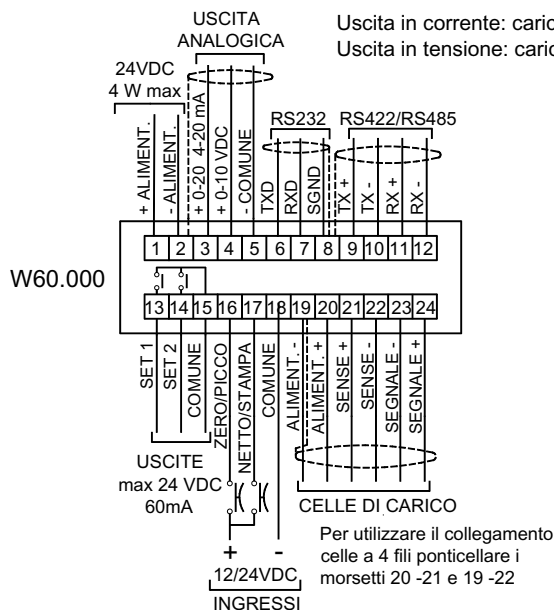 USCITA
ANALOGICA
Uscita in corrente: caric
Uscita in tensione: caric
24VDC
4 W max
RS232
RS422/RS485
+ ALIMENT.
- ALIMENT.
+ 0-20 4-20 mA
+ 0-10 VDC
- COMUNE
TXD
RXD
SGND
TX +
TX -
RX +
RX -
1 2 3 4 5 6 7 8 9 10 11 12
W60.000
13 14 15 16 17 18 19 20 21 22 23 24
SET 1
SET 2
COMUNE
ZERO/PICCO
NETTO/STAMPA
COMUNE
ALIMENT. -
ALIMENT. +
SENSE +
SENSE -
SEGNALE -
SEGNALE +
USCITE
max 24 VDC
60mA
CELLE DI CARICO
+ -
12/24VDC
INGRESSI
Per utilizzare il collegamento
celle a 4 fili ponticellare i
morsetti 20 -21 e 19 -22